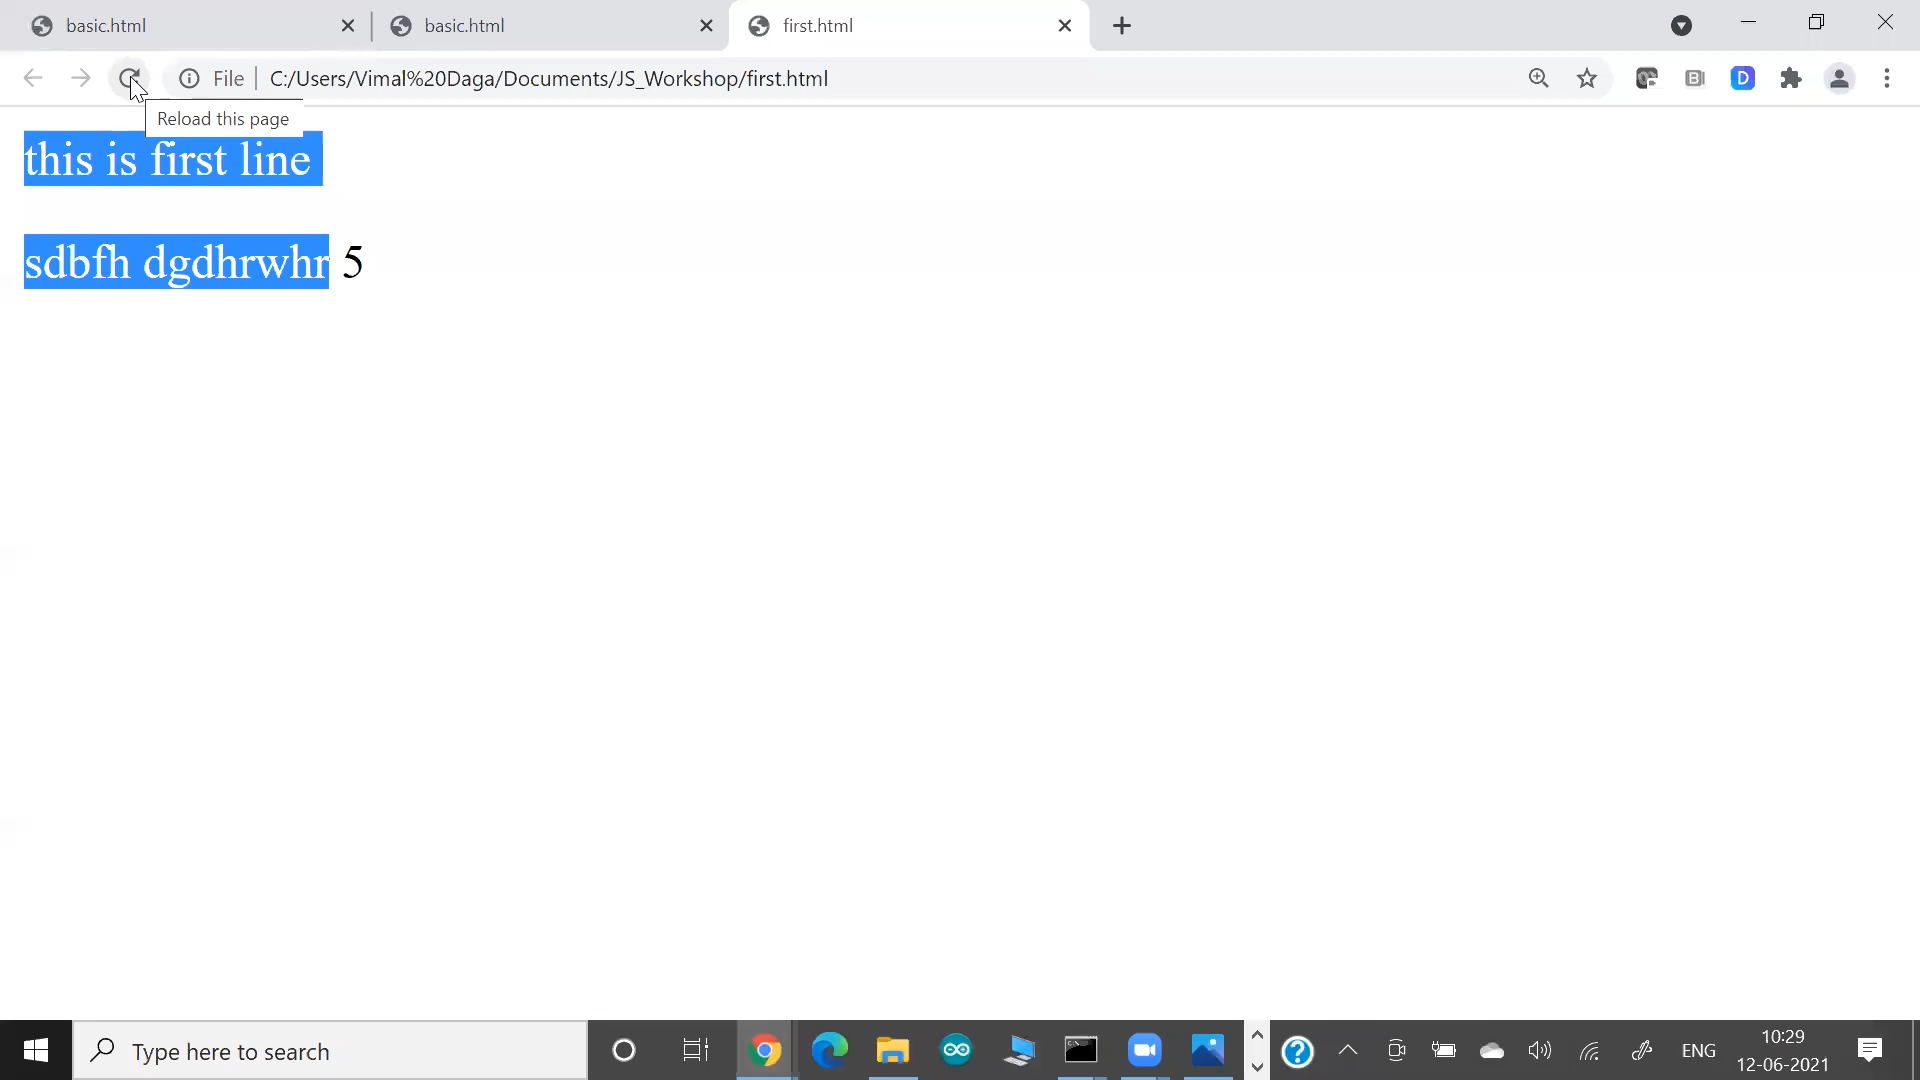 basic.html
basic.html
first.html
File C:/Users/Vimal%20Daga/Documents/JS_Workshop/first.html
Reload this page
this is first line
sdbfh dgdhrwhr 5
Type here to search
ENG
10:29
12-06-2021